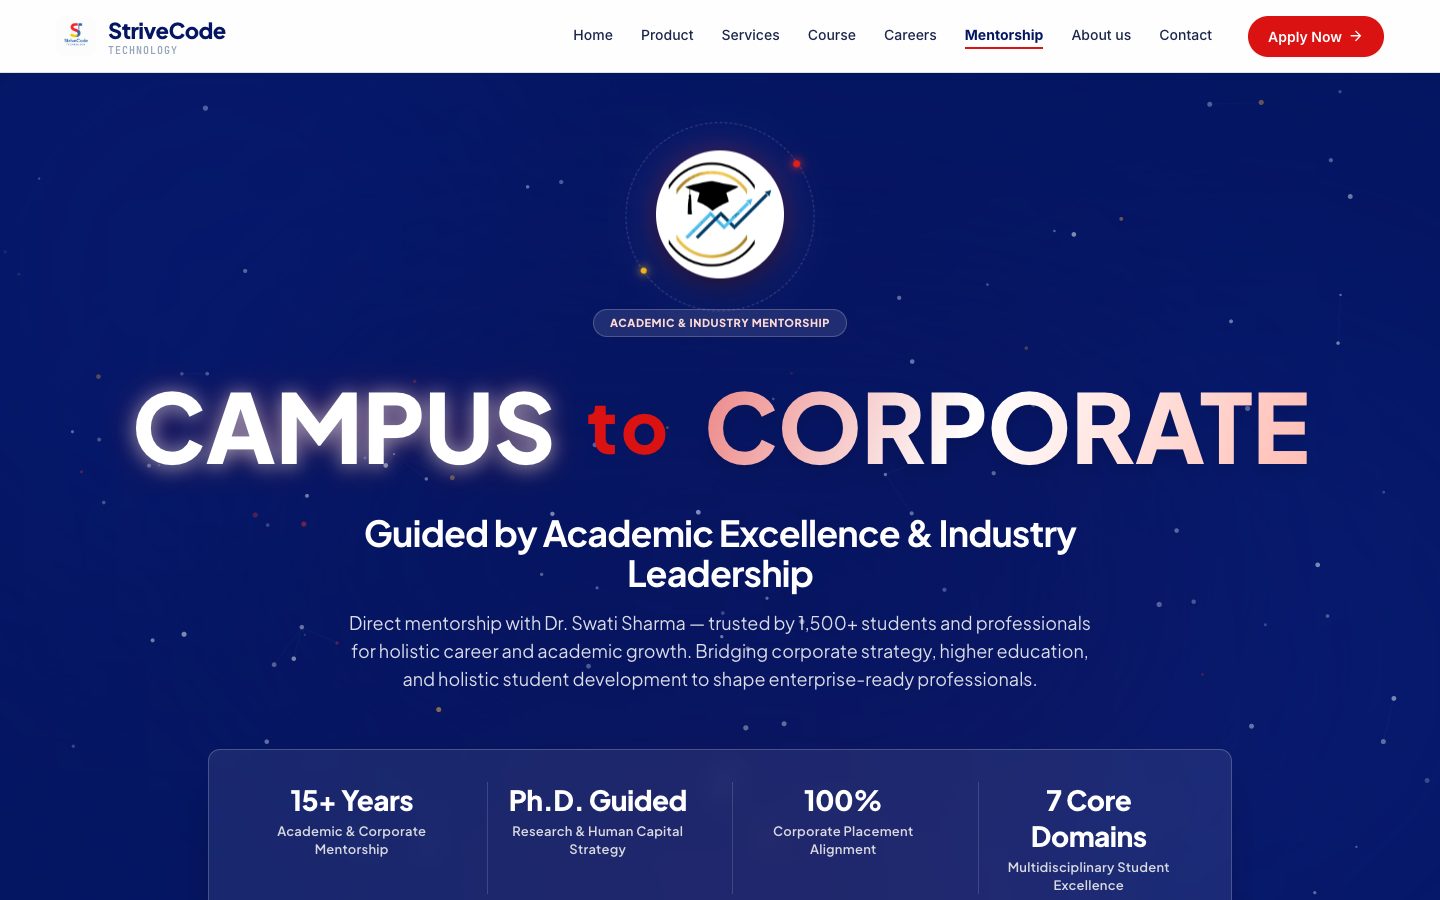 StriveCode
TECHNOLOGY
Home
Product
Services
Course
Careers
Mentorship
About us
Contact
Apply Now
ACADEMIC & INDUSTRY MENTORSHIP
CAMPUS to CORPORATE
Guided by Academic Excellence & Industry
Leadership
Direct mentorship with Dr. Swati Sharma — trusted by 1,500+ students and professionals
for holistic career and academic growth. Bridging corporate strategy, higher education,
and holistic student development to shape enterprise-ready professionals.
15+ Years
Academic & Corporate
Mentorship
Ph.D. Guided
Research & Human Capital
Strategy
100%
Corporate Placement
Alignment
7 Core
Domains
Multidisciplinary Student
Excellence